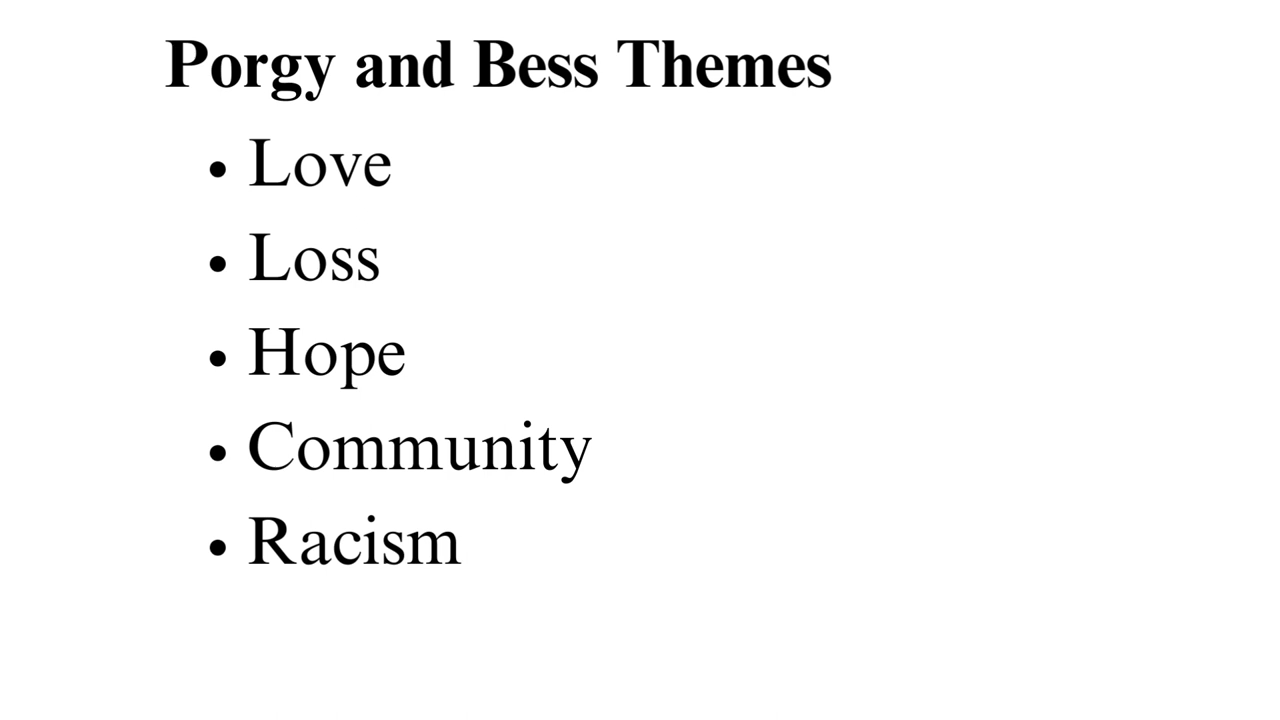 Porgy and Bess Themes
• Love
• Loss
• Hope
• Community
• Racism